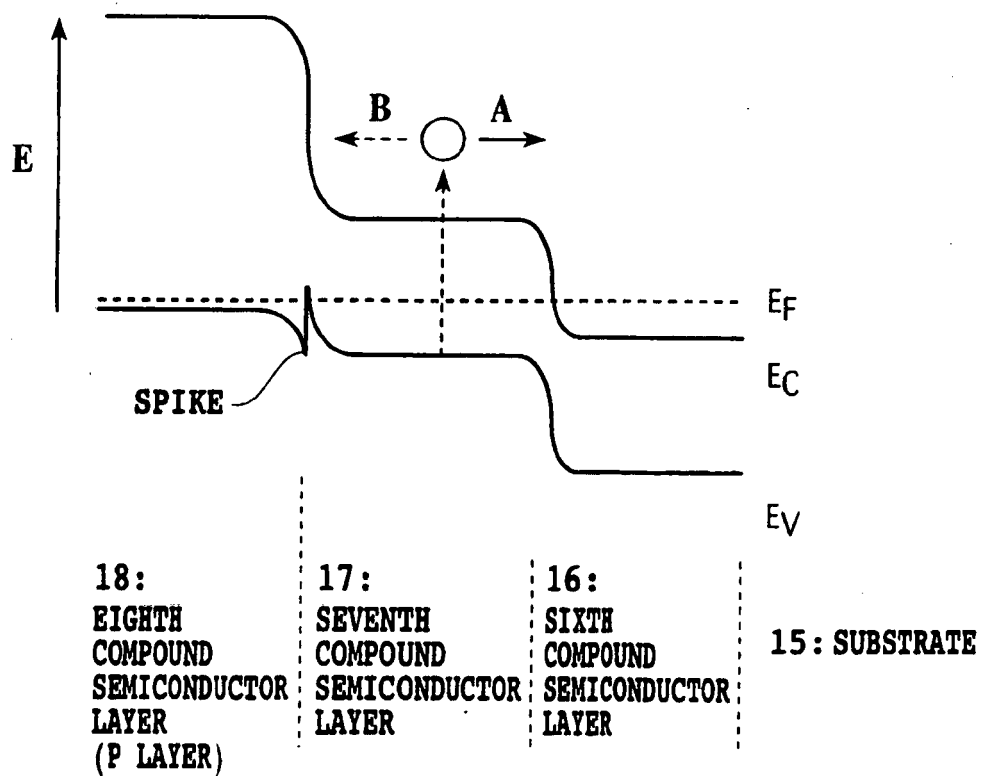 B A
E
EF
EC
SPIKE
EV
18:
EIGHTH
COMPOUND
SEMICONDUCTOR
LAYER
(P LAYER)
17:
SEVENTH
COMPOUND
SEMICONDUCTOR
LAYER
16:
SIXTH
COMPOUND
SEMICONDUCTOR
LAYER
15: SUBSTRATE